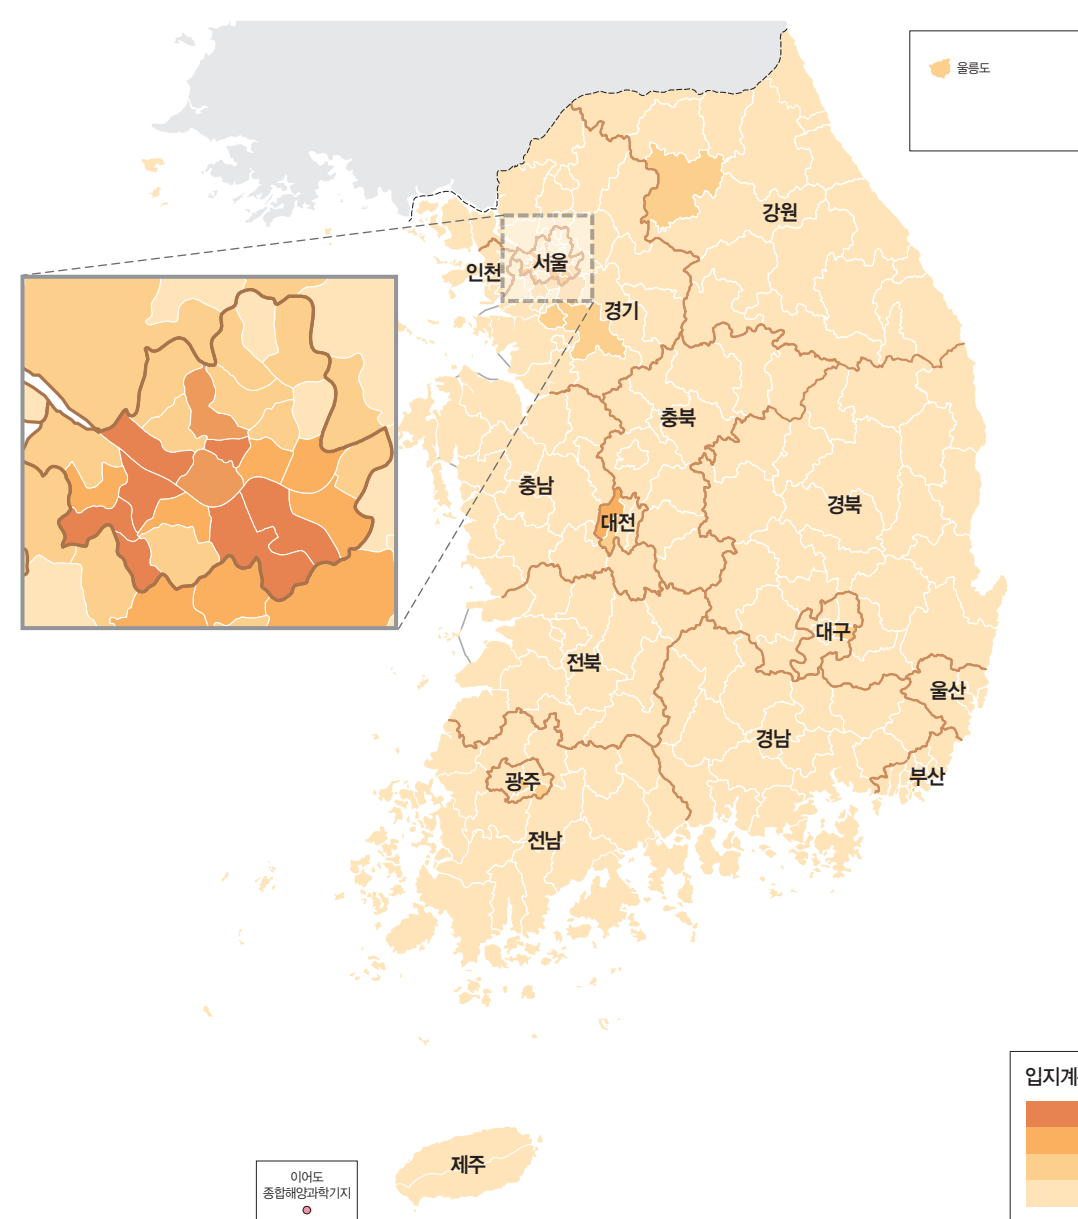 울릉도
강원
서울
인천
경기
충북
충남
경북
대전
대구
전북
울산
경남
부산
광주
전남
입지계
제주
이어도
종합해양과학기지